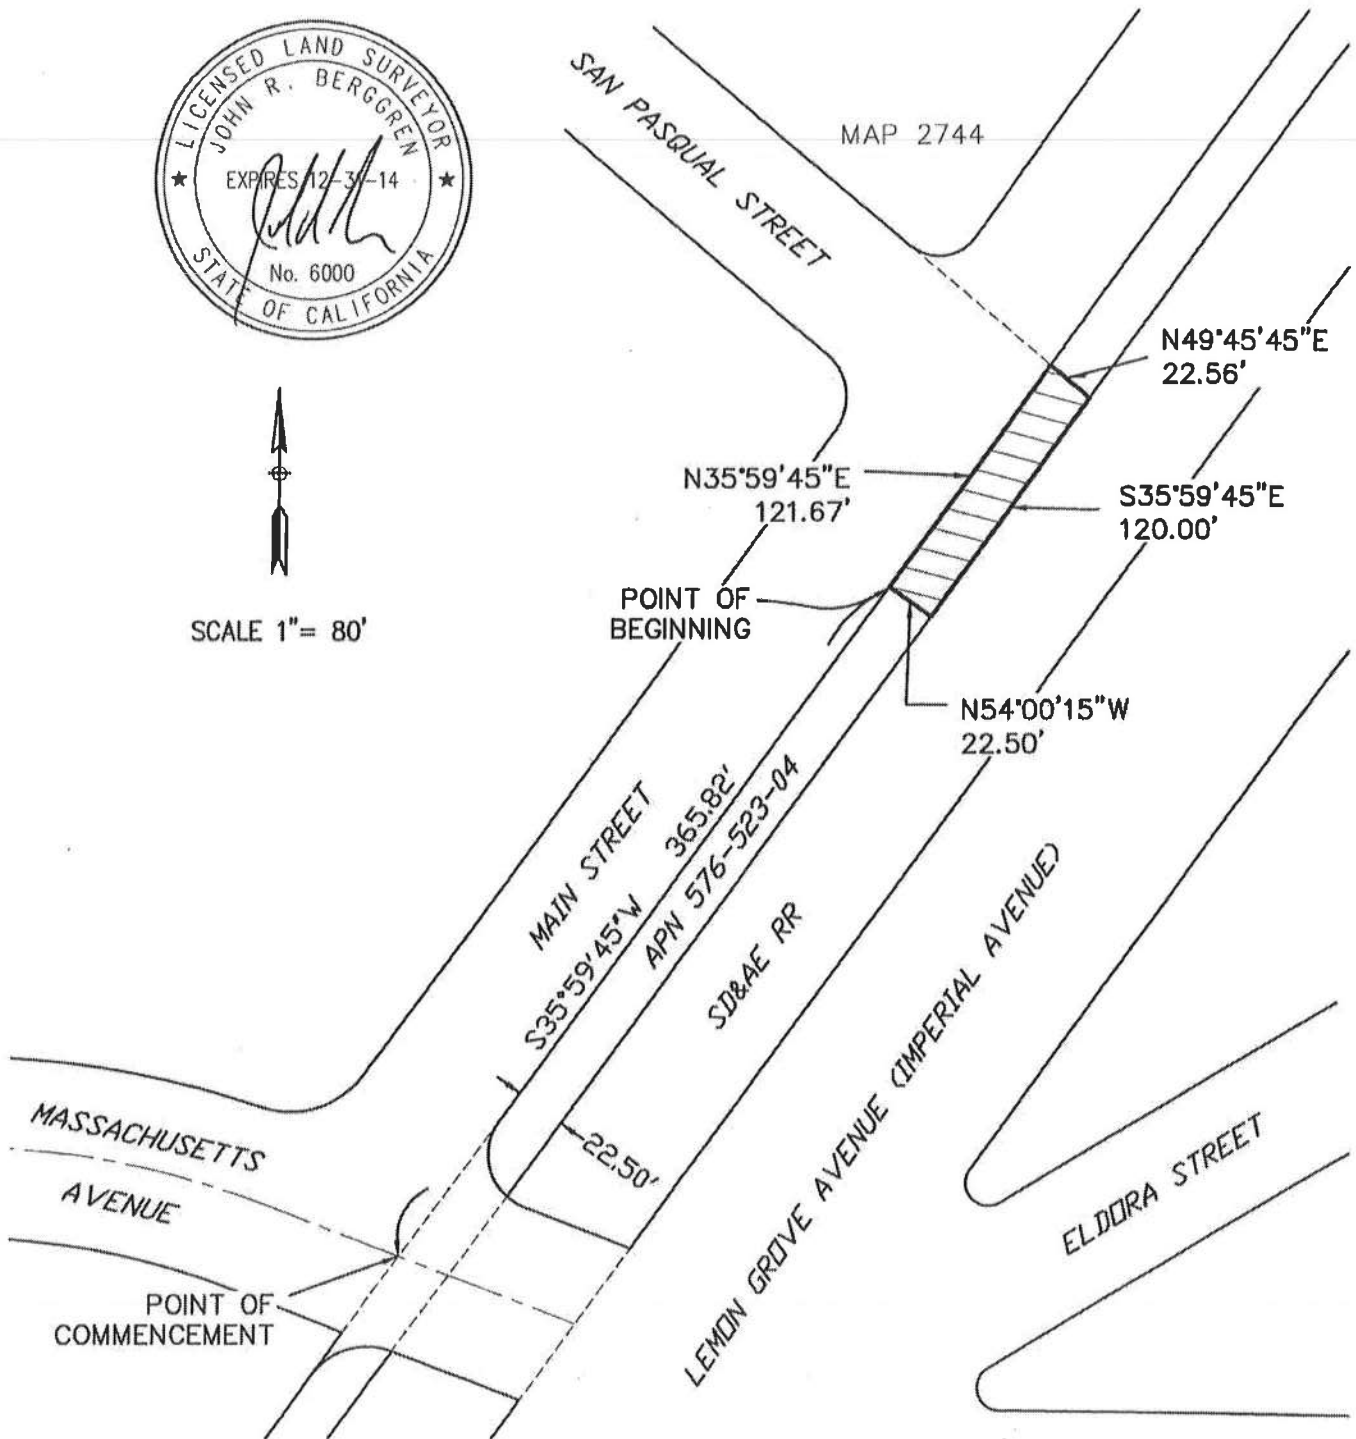 LICENSED LAND SURVEYOR
JOHN R. BERGGREN
EXPIRES 12-31-14
No. 6000
STATE OF CALIFORNIA
SAN PASQUAL STREET
MAP 2744
N49°45'45"E
22.56'
N35°59'45"E
121.67'
S35°59'45"E
120.00'
SCALE 1"= 80'
POINT OF
BEGINNING
N54°00'15"W
22.50'
MAIN STREET
S35°59'45"W 365.82'
APN 576-523-04
SD&AE RR
LEMON GROVE AVENUE (IMPERIAL AVENUE)
MASSACHUSETTS
AVENUE
22.50'
ELDORA STREET
POINT OF
COMMENCEMENT